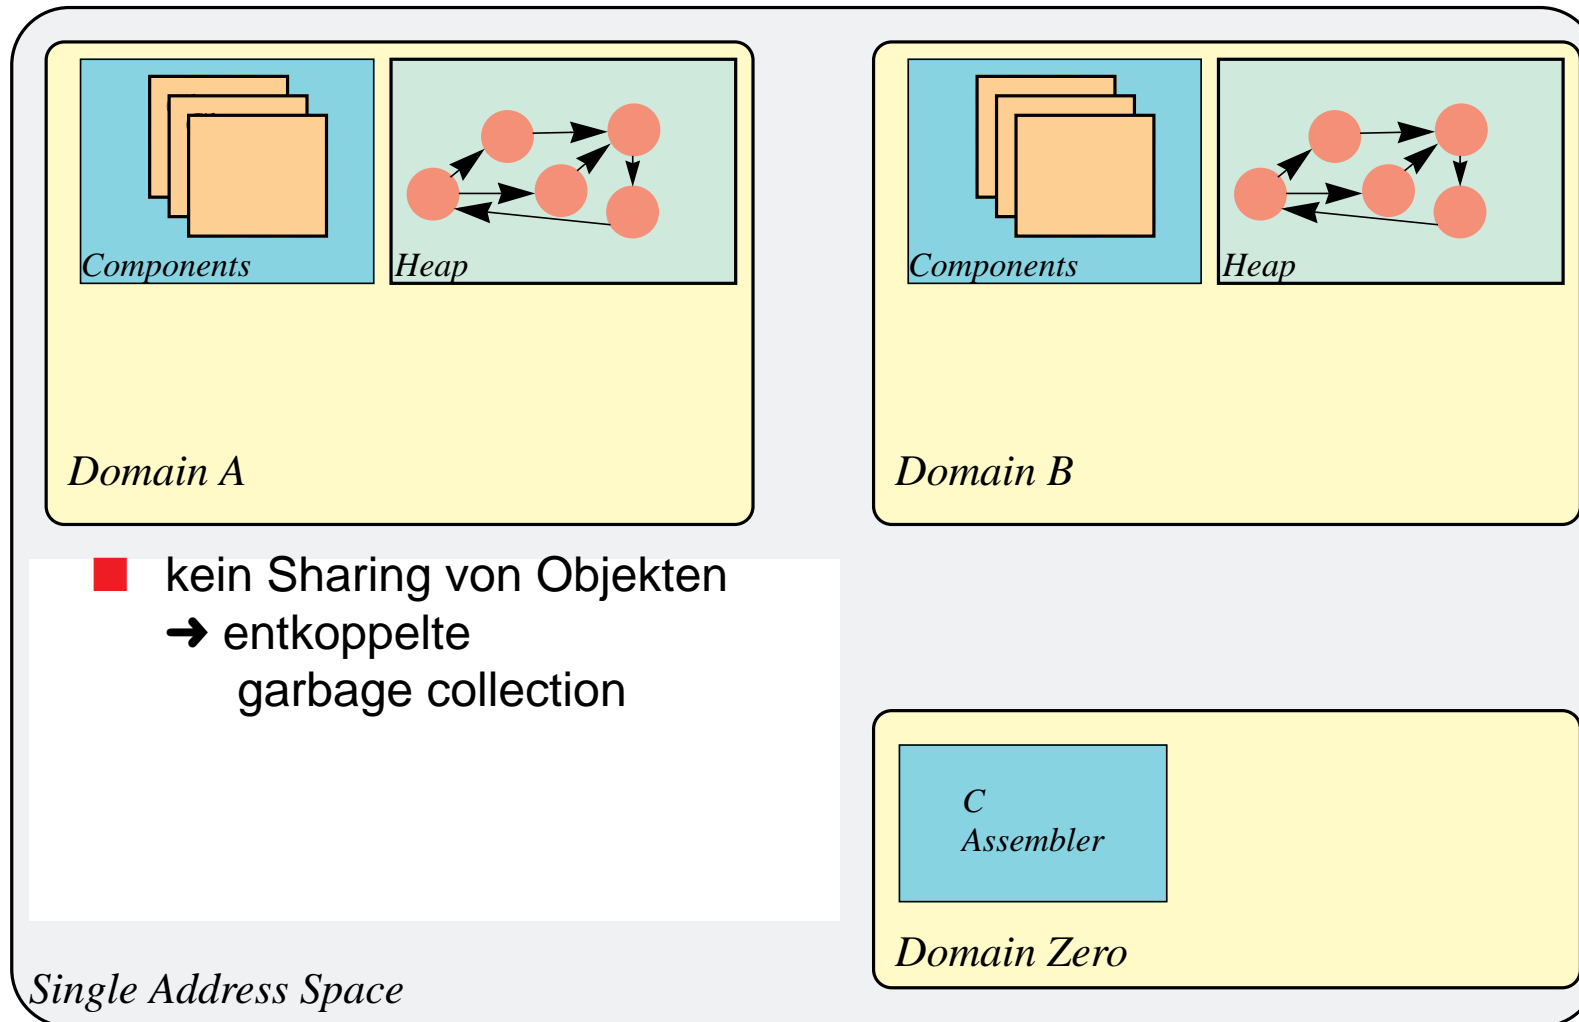 Components
Heap
Domain A
Components
Heap
Domain B
kein Sharing von Objekten
➔ entkoppelte
garbage collection
C
Assembler
Domain Zero
Single Address Space